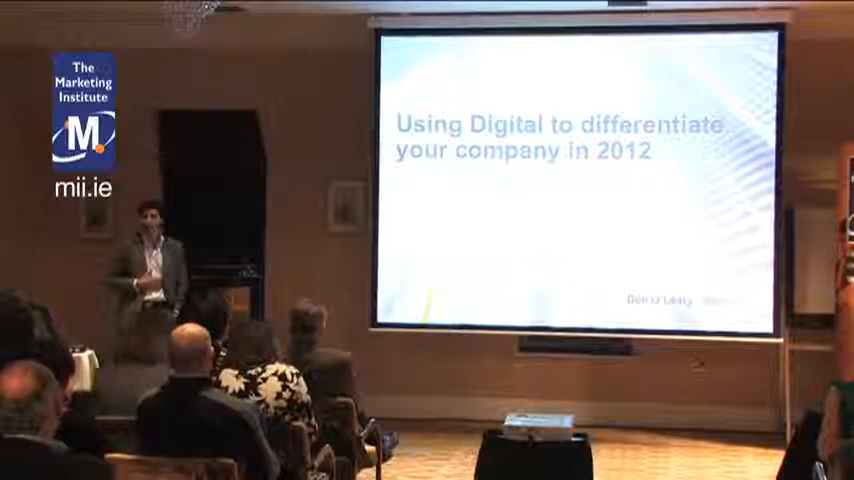 The
Marketing
Institute
M
mii.ie
Using Digital to differentiate
your company in 2012